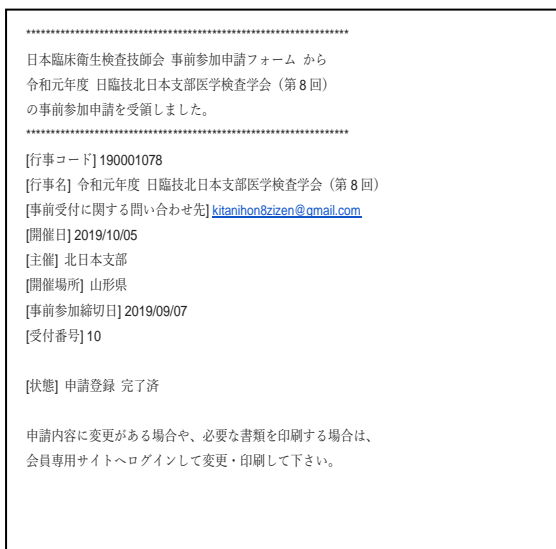 ******************************************************************
日本臨床衛生検査技師会 事前参加申請フォーム から
令和元年度 日臨技北日本支部医学検査学会（第 8 回）
の事前参加申請を受領しました。
******************************************************************
[行事コード] 190001078
[行事名] 令和元年度 日臨技北日本支部医学検査学会（第 8 回）
[事前受付に関する問い合わせ先] kitanihon8zizen@gmail.com
[開催日] 2019/10/05
[主催] 北日本支部
[開催場所] 山形県
[事前参加締切日] 2019/09/07
[受付番号] 10
[状態] 申請登録 完了済
申請内容に変更がある場合や、必要な書類を印刷する場合は、
会員専用サイトへログインして変更・印刷して下さい。